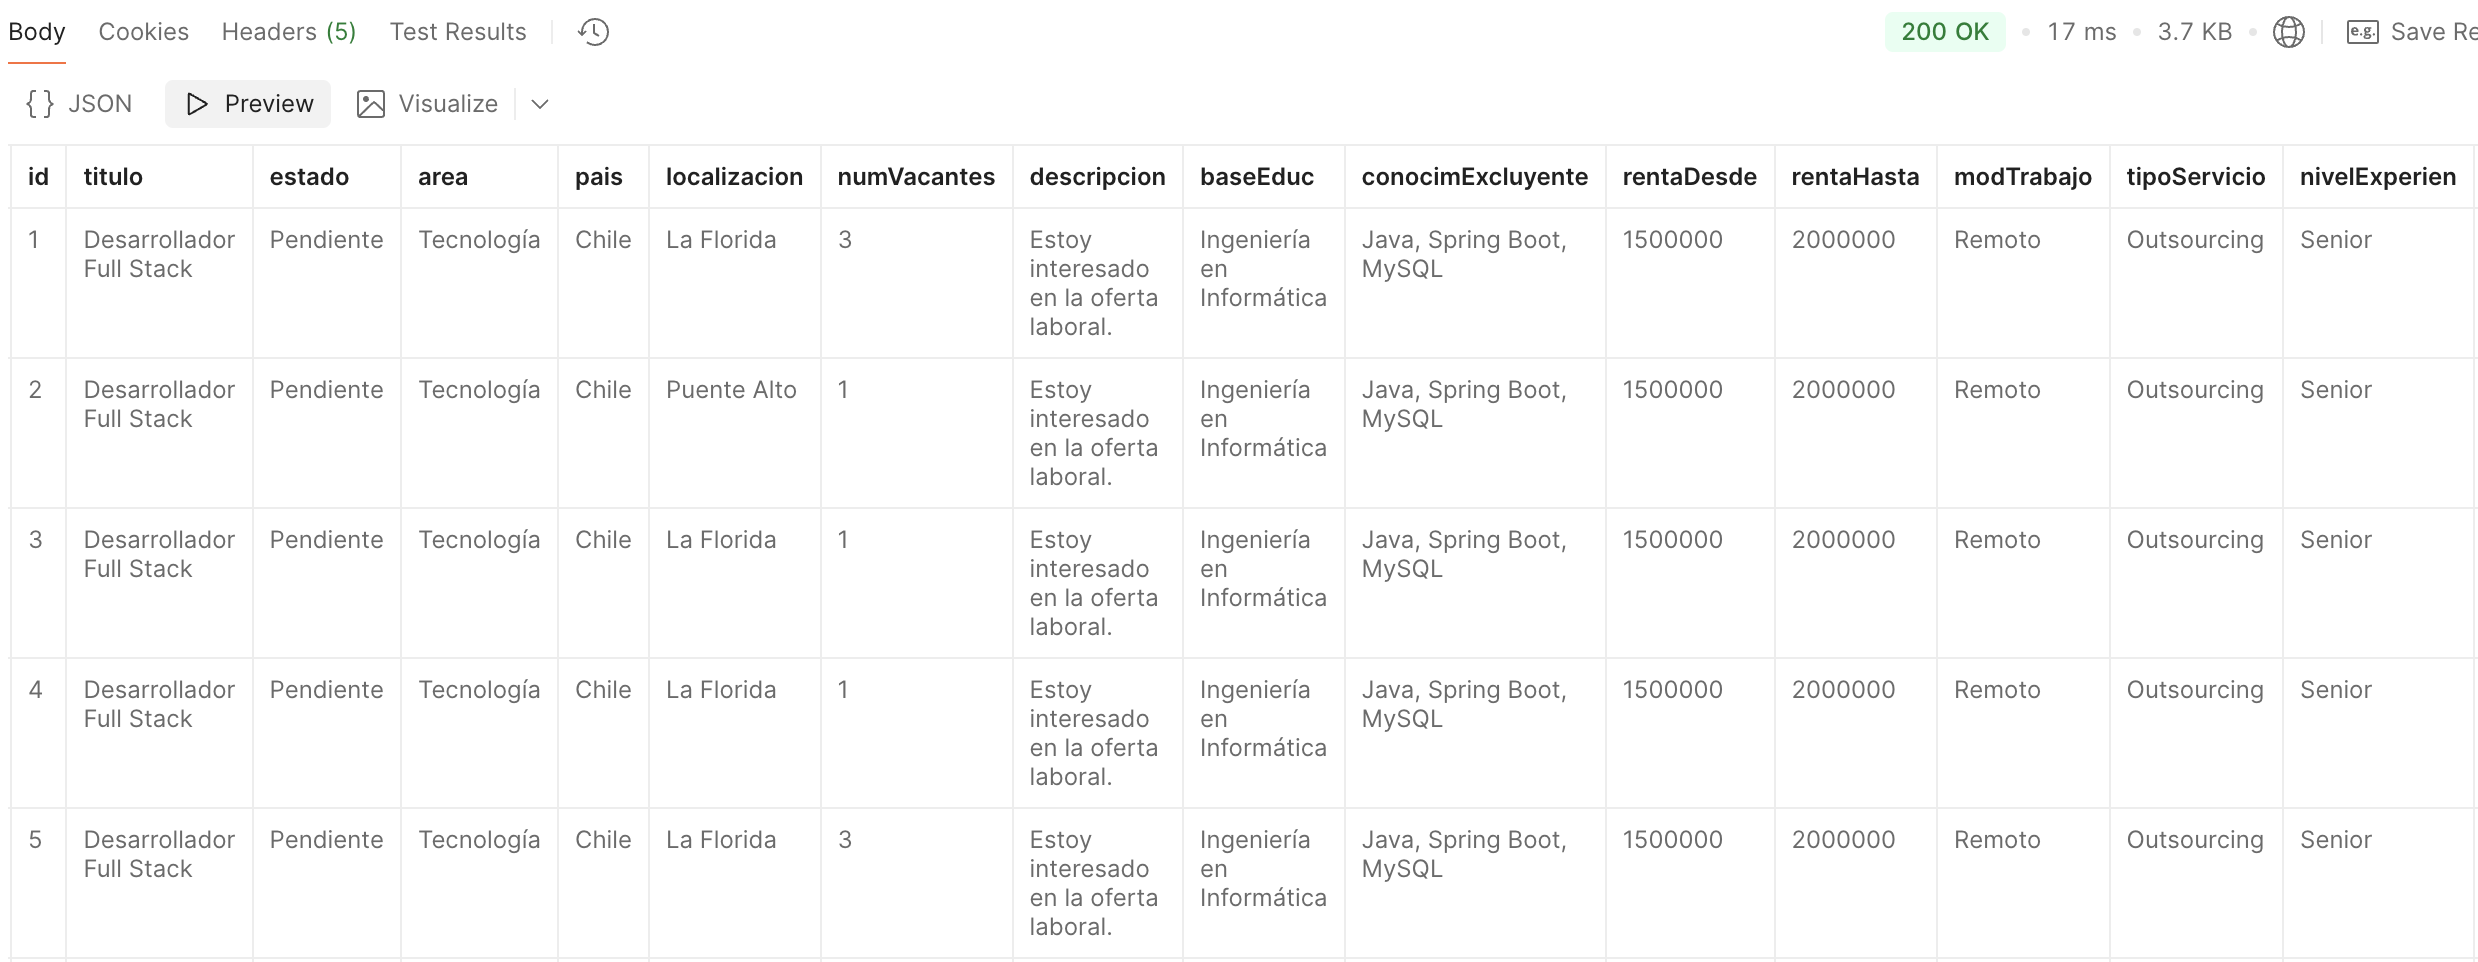 Body Cookies Headers (5) Test Results 200 OK • 17 ms • 3.7 KB • e.g. Save Re
{} JSON Preview Visualize
id titulo estado area pais localizacion numVacantes descripcion baseEduc conocimExcluyente rentaDesde rentaHasta modTrabajo tipoServicio nivelExperien
1 Desarrollador Pendiente Tecnología Chile La Florida 3 Estoy Ingeniería Java, Spring Boot, 1500000 2000000 Remoto Outsourcing Senior
Full Stack interesado en MySQL
en la oferta Informática
laboral.
2 Desarrollador Pendiente Tecnología Chile Puente Alto 1 Estoy Ingeniería Java, Spring Boot, 1500000 2000000 Remoto Outsourcing Senior
Full Stack interesado en MySQL
en la oferta Informática
laboral.
3 Desarrollador Pendiente Tecnología Chile La Florida 1 Estoy Ingeniería Java, Spring Boot, 1500000 2000000 Remoto Outsourcing Senior
Full Stack interesado en MySQL
en la oferta Informática
laboral.
4 Desarrollador Pendiente Tecnología Chile La Florida 1 Estoy Ingeniería Java, Spring Boot, 1500000 2000000 Remoto Outsourcing Senior
Full Stack interesado en MySQL
en la oferta Informática
laboral.
5 Desarrollador Pendiente Tecnología Chile La Florida 3 Estoy Ingeniería Java, Spring Boot, 1500000 2000000 Remoto Outsourcing Senior
Full Stack interesado en MySQL
en la oferta Informática
laboral.